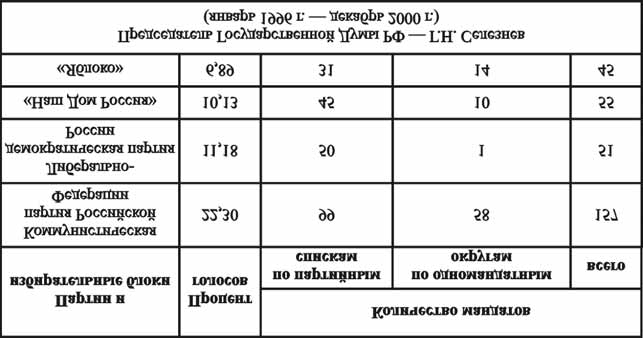 Партии и
избирательные блоки
Процент
голосов
Количество мандатов
по партийным
спискам
по одномандатным
округам
всего
Коммунистическая
партия Российской
Федерации
22,30
99
58
157
Либерально-
демократическая партия
России
11,18
50
1
51
«Наш Дом Россия»
10,13
45
10
55
«Яблоко»
6,89
31
14
45
Председатель Государственной Думы РФ — Г.Н. Селезнев
(январь 1996 г. — декабрь 2000 г.)